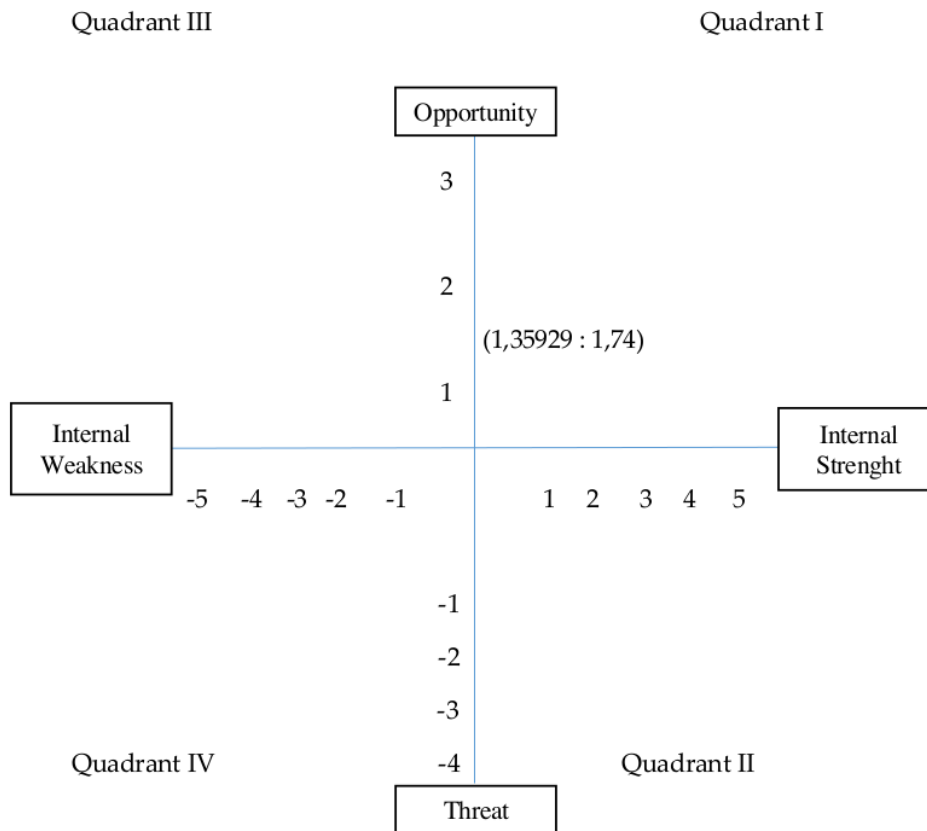 Quadrant III
Quadrant I
Opportunity
3
2
(1,35929 : 1,74)
1
Internal
Weakness
Internal
Strenght
-5 -4 -3 -2 -1 1 2 3 4 5
-1
-2
-3
-4
Quadrant IV
Quadrant II
Threat